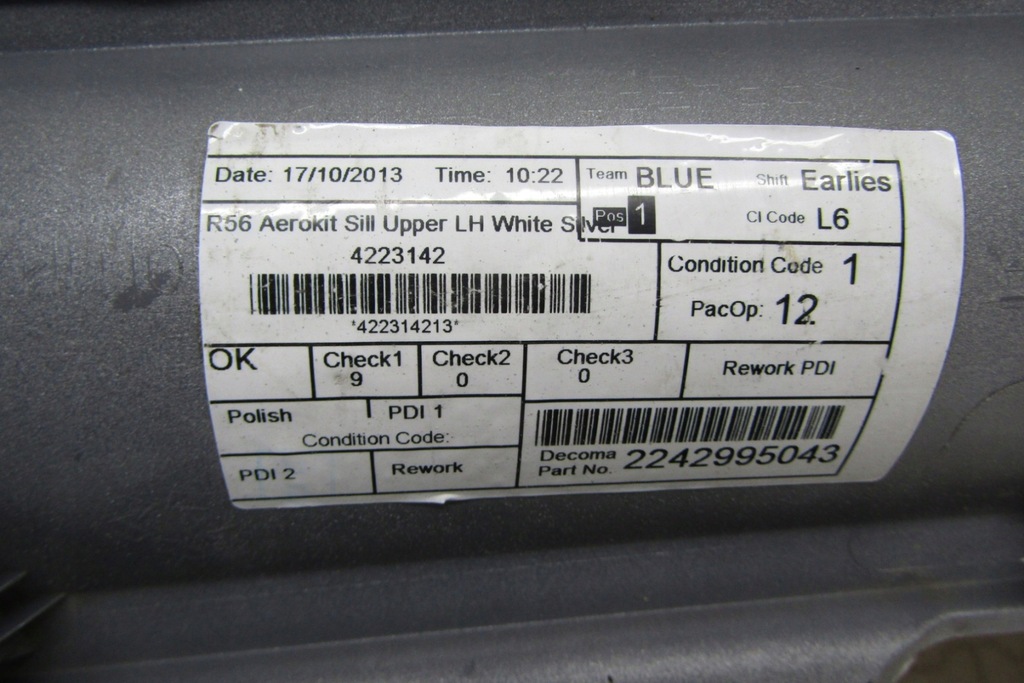 Date: 17/10/2013 Time: 10:22 Team BLUE Shift Earlies
Pos 1 CI Code L6
R56 Aerokit Sill Upper LH White Silver
4223142
*422314213*
Condition Code 1
PacOp: 12
OK Check1 Check2 Check3 Rework PDI
9 0 0
Polish PDI 1
Condition Code:
PDI 2 Rework
Decoma
Part No. 2242995043